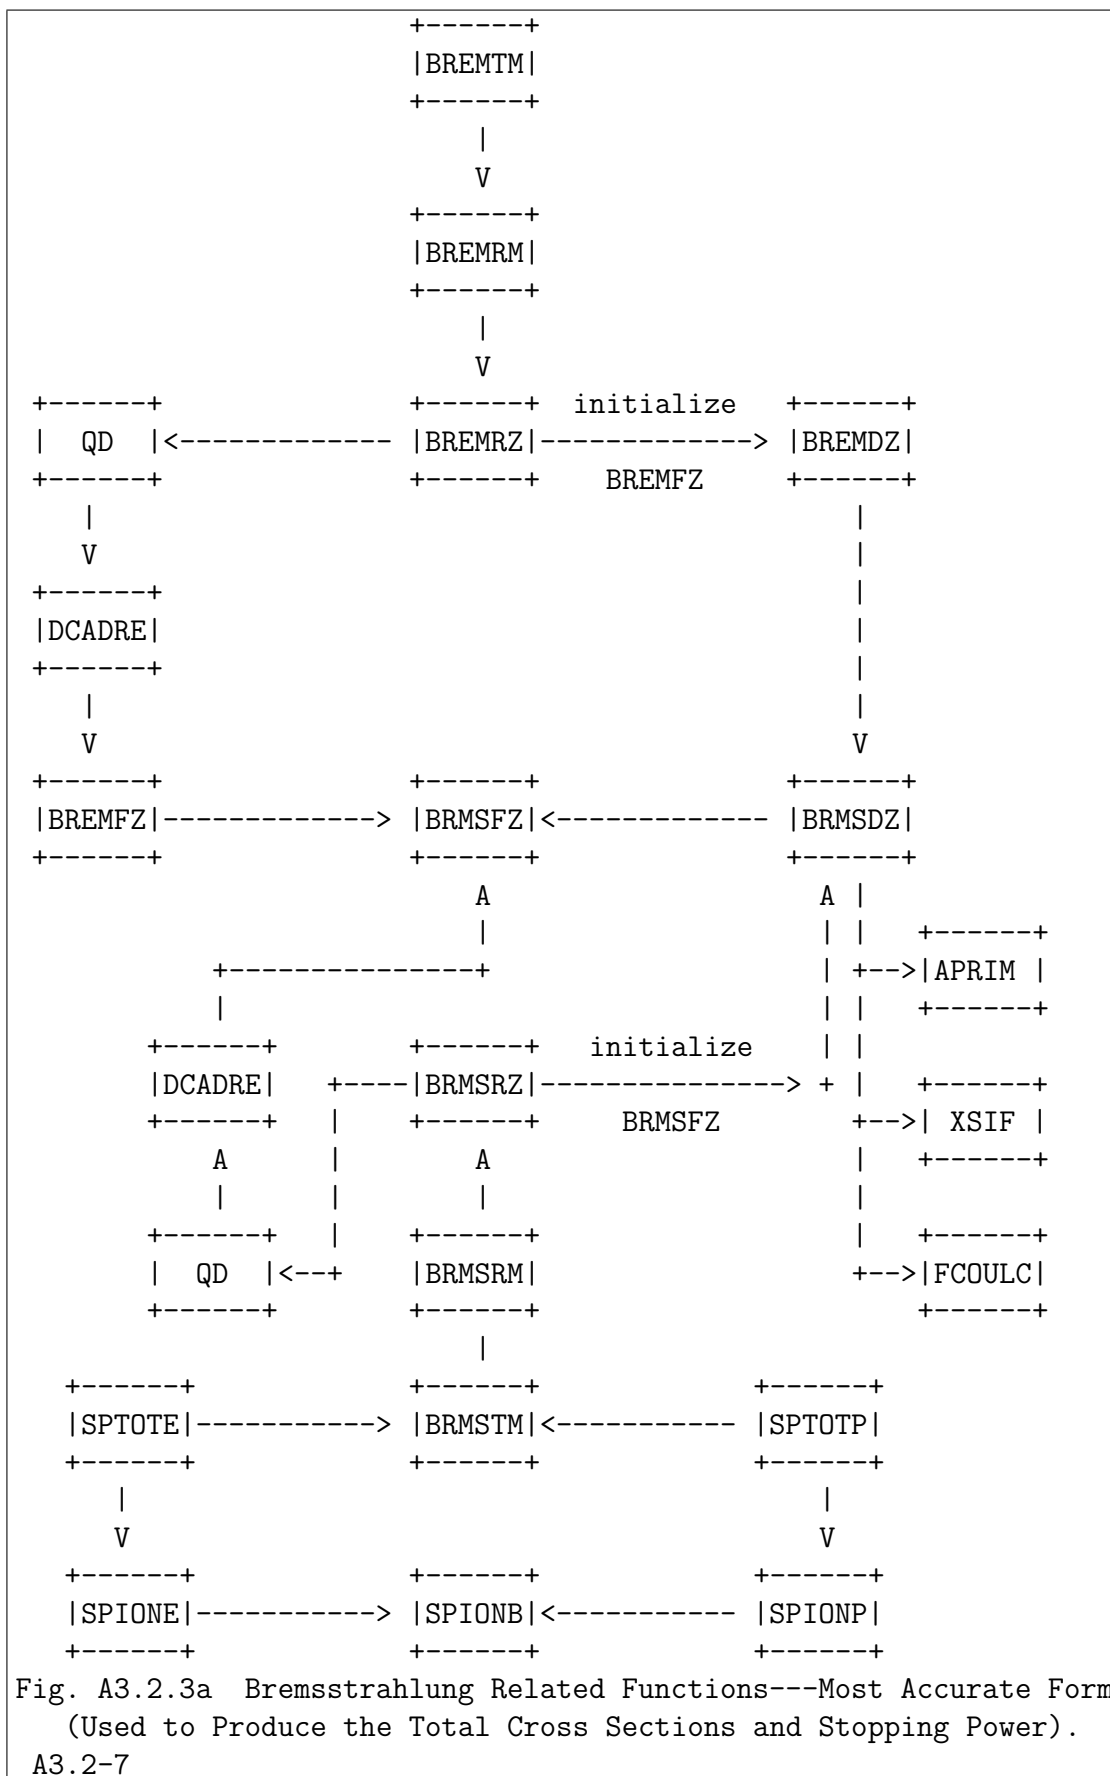 +------+
                        |BREMTM|
                        +------+
                            |
                            V
                        +------+
                        |BREMRM|
                        +------+
                            |
                            V
 +------+               +------+  initialize   +------+
 |  QD  |<------------- |BREMRZ|-------------> |BREMDZ|
 +------+               +------+    BREMFZ     +------+
    |                                              |
    V                                              |
 +------+                                          |
 |DCADRE|                                          |
 +------+                                          |
    |                                              |
    V                                              V
 +------+               +------+               +------+
 |BREMFZ|-------------> |BRMSFZ|<------------- |BRMSDZ|
 +------+               +------+               +------+
                            A                    A |
                            |                    | |   +------+
            +---------------+                    | +-->|APRIM |
            |                                    | |   +------+
        +------+        +------+   initialize    | |
        |DCADRE|   +----|BRMSRZ|---------------> + |   +------+
        +------+   |    +------+     BRMSFZ        +-->| XSIF |
            A      |        A                      |   +------+
            |      |        |                      |
        +------+   |    +------+                   |   +------+
        |  QD  |<--+    |BRMSRM|                   +-->|FCOULC|
        +------+        +------+                       +------+
                            |
   +------+             +------+             +------+
   |SPTOTE|-----------> |BRMSTM|<----------- |SPTOTP|
   +------+             +------+             +------+
      |                                          |
      V                                          V
   +------+             +------+             +------+
   |SPIONE|-----------> |SPIONB|<----------- |SPIONP|
   +------+             +------+             +------+
Fig. A3.2.3a  Bremsstrahlung Related Functions---Most Accurate Form
   (Used to Produce the Total Cross Sections and Stopping Power).
 A3.2-7